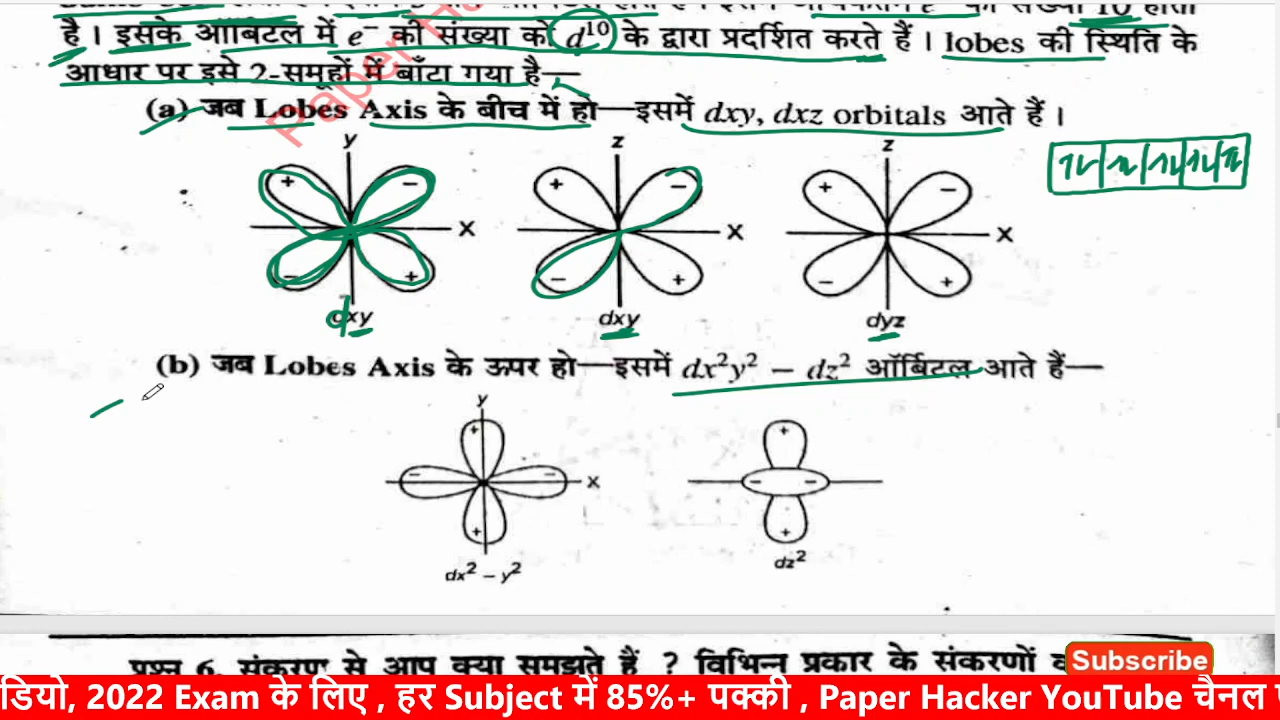 10
है। इसके ऑर्बिटल में e⁻ की संख्या को d¹⁰ के द्वारा प्रदर्शित करते हैं। lobes की स्थिति के
आधार पर इसे 2-समूहों में बाँटा गया है—
(a) जब Lobes Axis के बीच में हो—इसमें dxy, dxz orbitals आते हैं।
y z z
+ − + − + −
X X X
− + − + − +
dxy dxy dyz
(b) जब Lobes Axis के ऊपर हो—इसमें dx²y² − dz² ऑर्बिटल आते हैं—
y
+ +
− − X − −
+ +
dx² − y² dz²
प्रश्न 6. संकरण से आप क्या समझते हैं ? विभिन्न प्रकार के संकरणों
Subscribe
डियो, 2022 Exam के लिए , हर Subject में 85%+ पक्की , Paper Hacker YouTube चैनल